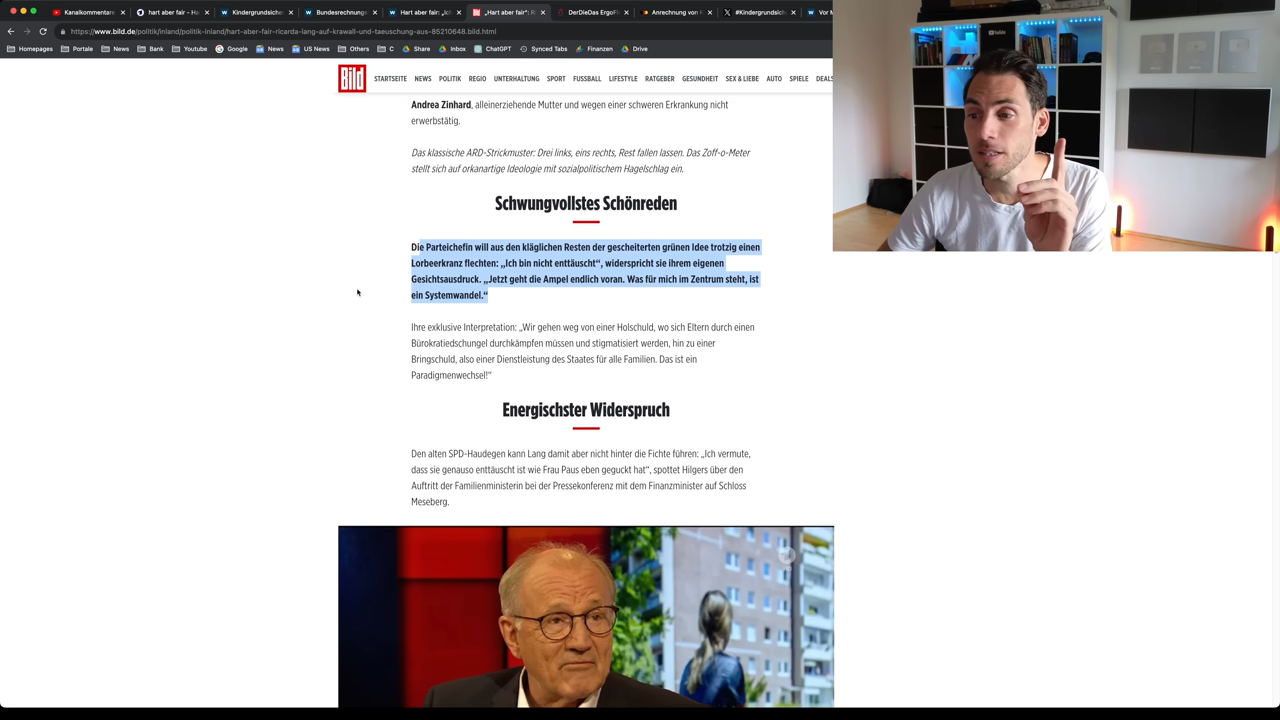 Kanalkommentare
hart aber fair – Ha
Kindergrundsiche
Bundesrechnungs
Hart aber fair: „Ic
„Hart aber fair“: Ri
DerDieDas ErgoFl
Anrechnung von K
#Kindergrundsich
Vor M
https://www.bild.de/politik/inland/politik-inland/hart-aber-fair-ricarda-lang-auf-krawall-und-taeuschung-aus-85210648.bild.html
Homepages Portale News Bank Youtube Google News US News Others C Share Inbox ChatGPT Synced Tabs Finanzen Drive
Bild STARTSEITE NEWS POLITIK REGIO UNTERHALTUNG SPORT FUSSBALL LIFESTYLE RATGEBER GESUNDHEIT SEX & LIEBE AUTO SPIELE DEALS
Andrea Zinhard, alleinerziehende Mutter und wegen einer schweren Erkrankung nicht
erwerbstätig.
Das klassische ARD-Strickmuster: Drei links, eins rechts, Rest fallen lassen. Das Zoff-o-Meter
stellt sich auf orkanartige Ideologie mit sozialpolitischem Hagelschlag ein.
Schwungvollstes Schönreden
Die Parteichefin will aus den kläglichen Resten der gescheiterten grünen Idee trotzig einen
Lorbeerkranz flechten: „Ich bin nicht enttäuscht“, widerspricht sie ihrem eigenen
Gesichtsausdruck. „Jetzt geht die Ampel endlich voran. Was für mich im Zentrum steht, ist
ein Systemwandel.“
Ihre exklusive Interpretation: „Wir gehen weg von einer Holschuld, wo sich Eltern durch einen
Bürokratiedschungel durchkämpfen müssen und stigmatisiert werden, hin zu einer
Bringschuld, also einer Dienstleistung des Staates für alle Familien. Das ist ein
Paradigmenwechsel!“
Energischster Widerspruch
Den alten SPD-Haudegen kann Lang damit aber nicht hinter die Fichte führen: „Ich vermute,
dass sie genauso enttäuscht ist wie Frau Paus eben geguckt hat“, spottet Hilgers über den
Auftritt der Familienministerin bei der Pressekonferenz mit dem Finanzminister auf Schloss
Meseberg.